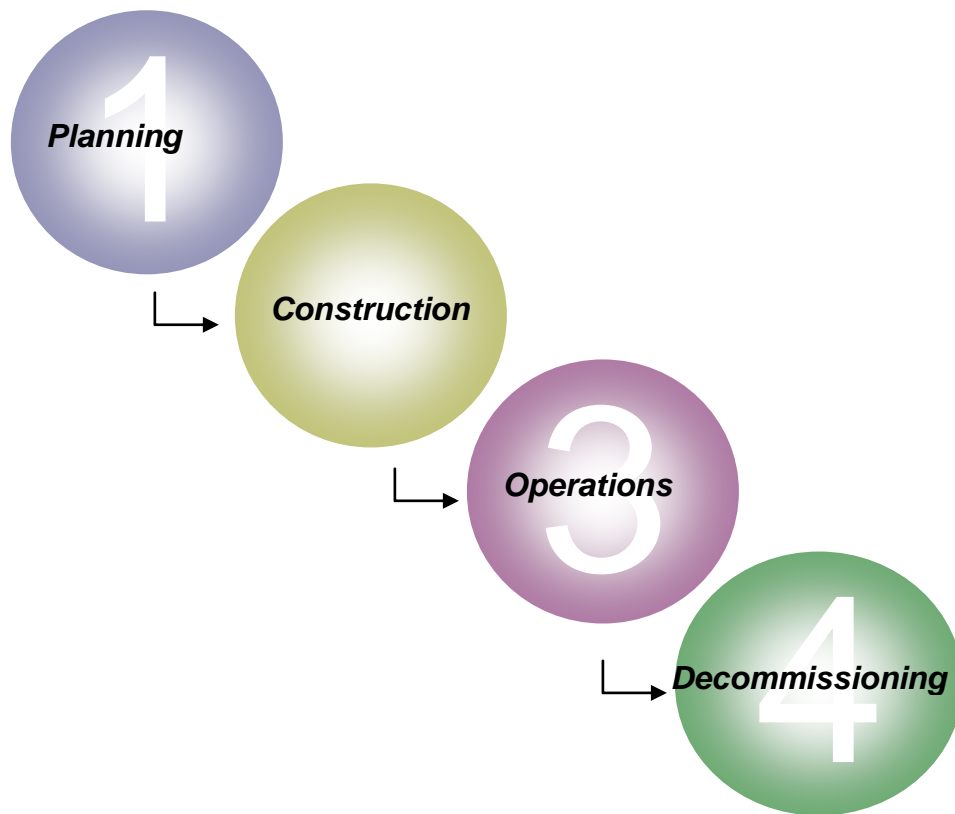 1
Planning
Construction
3
Operations
4
Decommissioning